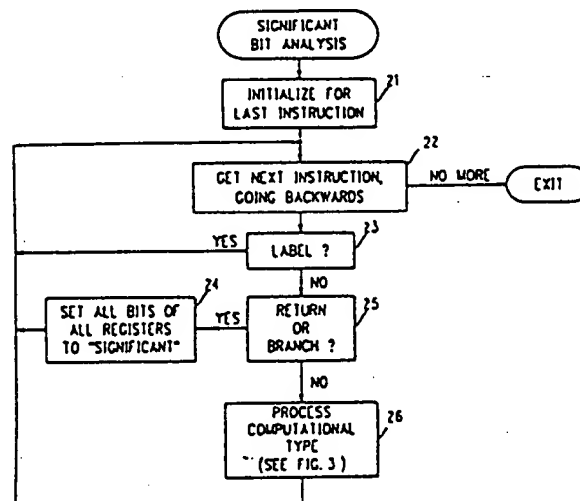 SIGNIFICANT
BIT ANALYSIS
21
INITIALIZE FOR
LAST INSTRUCTION
22
GET NEXT INSTRUCTION,
GOING BACKWARDS
NO MORE
EXIT
23
YES
LABEL ?
NO
24
SET ALL BITS OF
ALL REGISTERS
TO "SIGNIFICANT"
YES
25
RETURN
OR
BRANCH ?
NO
26
PROCESS
COMPUTATIONAL
TYPE
(SEE FIG. 3)